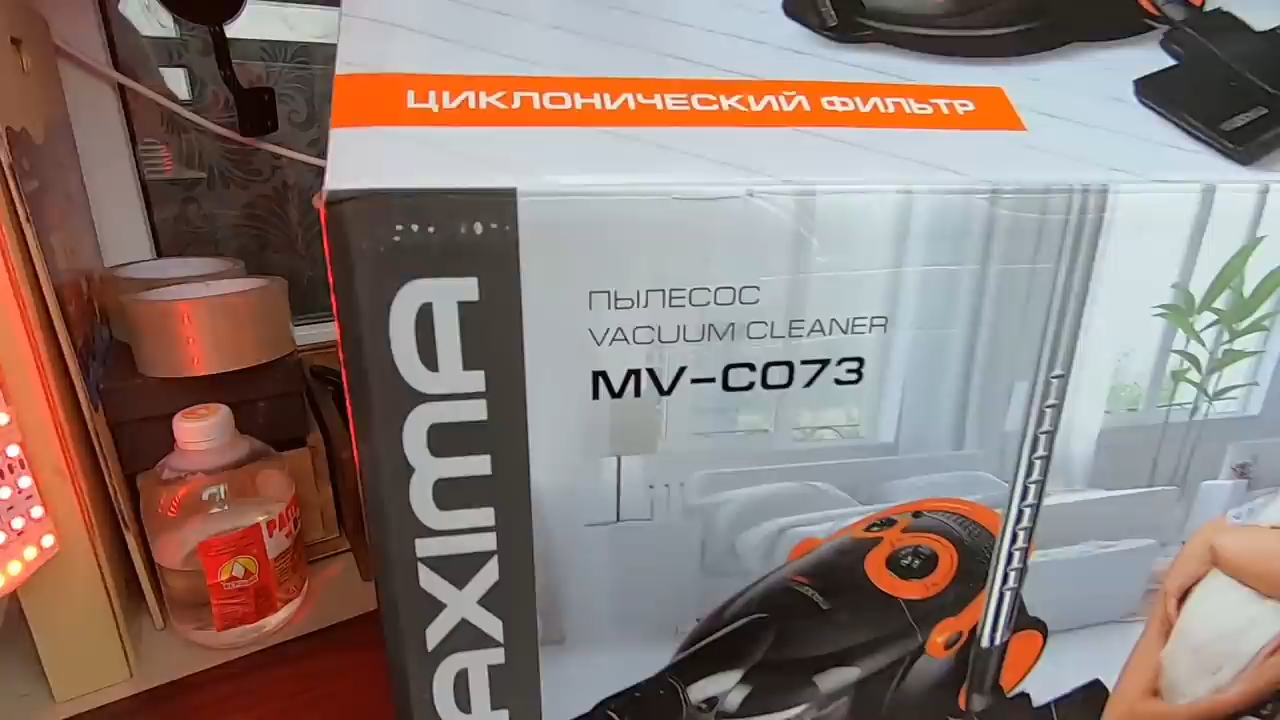 ЦИКЛОНИЧЕСКИЙ ФИЛЬТР
ПЫЛЕСОС
VACUUM CLEANER
MV-C073
AXIMA